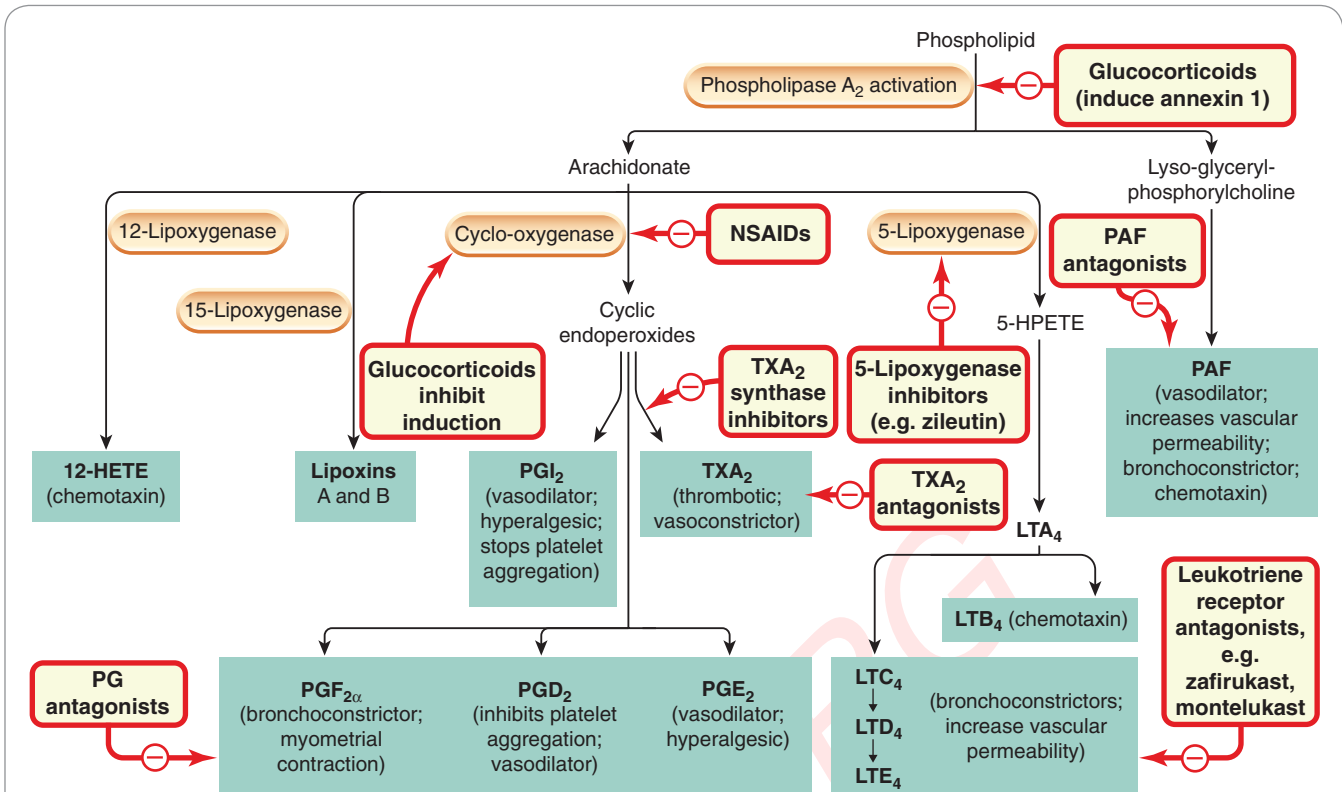 Phospholipid
Phospholipase A₂ activation
Glucocorticoids
(induce annexin 1)
Arachidonate
Lyso-glyceryl-
phosphorylcholine
12-Lipoxygenase
Cyclo-oxygenase
NSAIDs
5-Lipoxygenase
PAF
antagonists
15-Lipoxygenase
Cyclic
endoperoxides
5-HPETE
Glucocorticoids
inhibit
induction
TXA₂
synthase
inhibitors
5-Lipoxygenase
inhibitors
(e.g. zileutin)
PAF
(vasodilator;
increases vascular
permeability;
bronchoconstrictor;
chemotaxin)
12-HETE
(chemotaxin)
Lipoxins
A and B
PGI₂
(vasodilator;
hyperalgesic;
stops platelet
aggregation)
TXA₂
(thrombotic;
vasoconstrictor)
TXA₂
antagonists
LTA₄
LTB₄ (chemotaxin)
Leukotriene
receptor
antagonists,
e.g.
zafirukast,
montelukast
PG
antagonists
PGF₂α
(bronchoconstrictor;
myometrial
contraction)
PGD₂
(inhibits platelet
aggregation;
vasodilator)
PGE₂
(vasodilator;
hyperalgesic)
LTC₄
LTD₄
LTE₄
(bronchoconstrictors;
increase vascular
permeability)